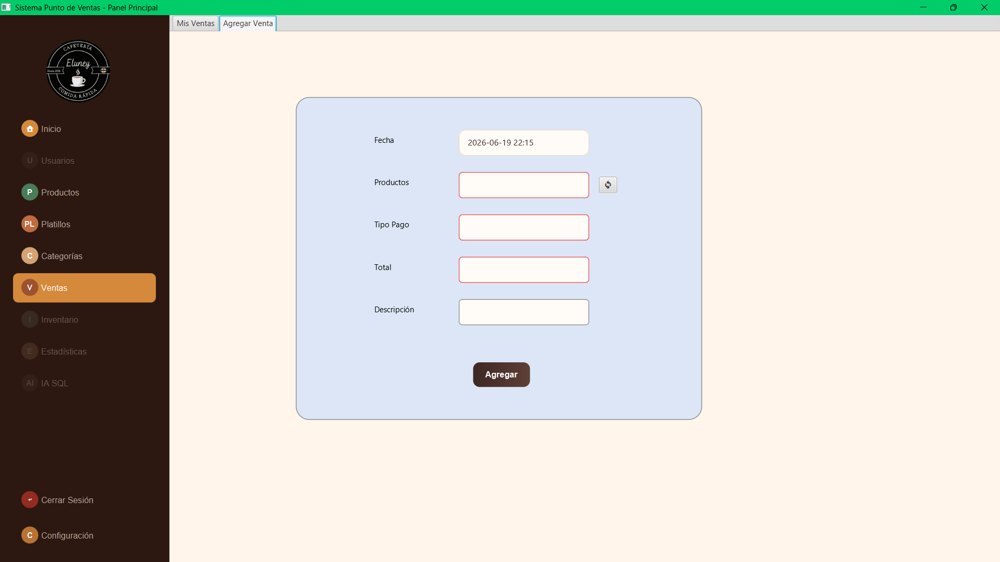 Sistema Punto de Ventas - Panel Principal
Mis Ventas
Agregar Venta
CAFETERÍA
Eluney
Desde 2018
COMIDA RÁPIDA
Inicio
U Usuarios
P Productos
PL Platillos
C Categorías
V Ventas
I Inventario
E Estadísticas
AI IA SQL
Cerrar Sesión
C Configuración
Fecha
2026-06-19 22:15
Productos
Tipo Pago
Total
Descripción
Agregar